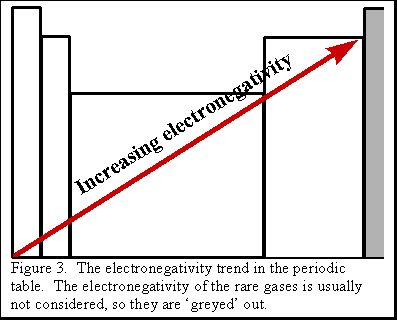 Increasing electronegativity
Figure 3.  The electronegativity trend in the periodic
table.  The electronegativity of the rare gases is usually
not considered, so they are ‘greyed’ out.